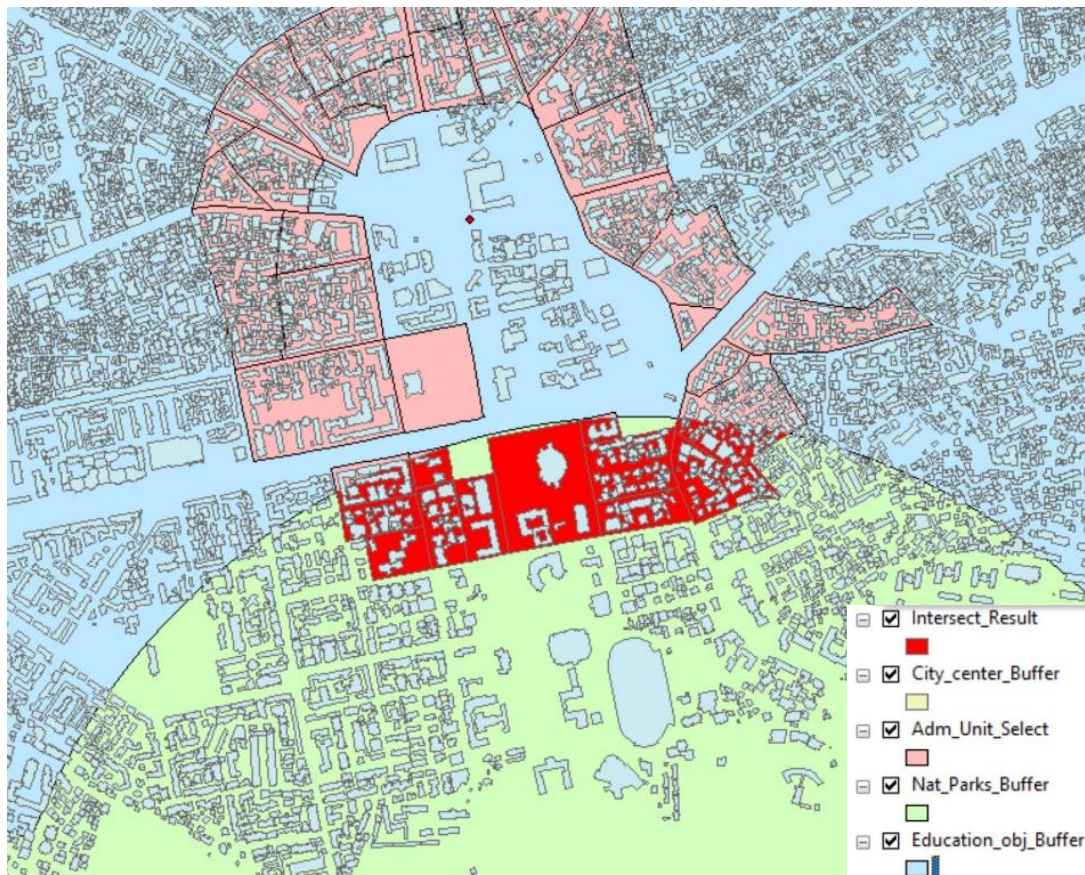 Intersect_Result
City_center_Buffer
Adm_Unit_Select
Nat_Parks_Buffer
Education_obj_Buffer